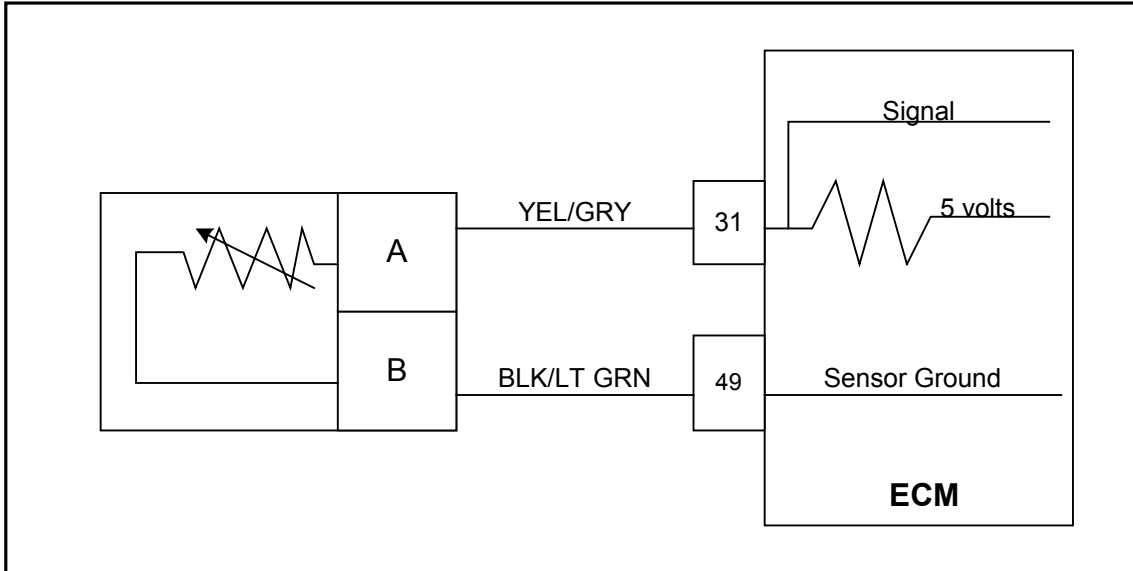 Signal
YEL/GRY
31
5 volts
A
B
BLK/LT GRN
49
Sensor Ground
ECM